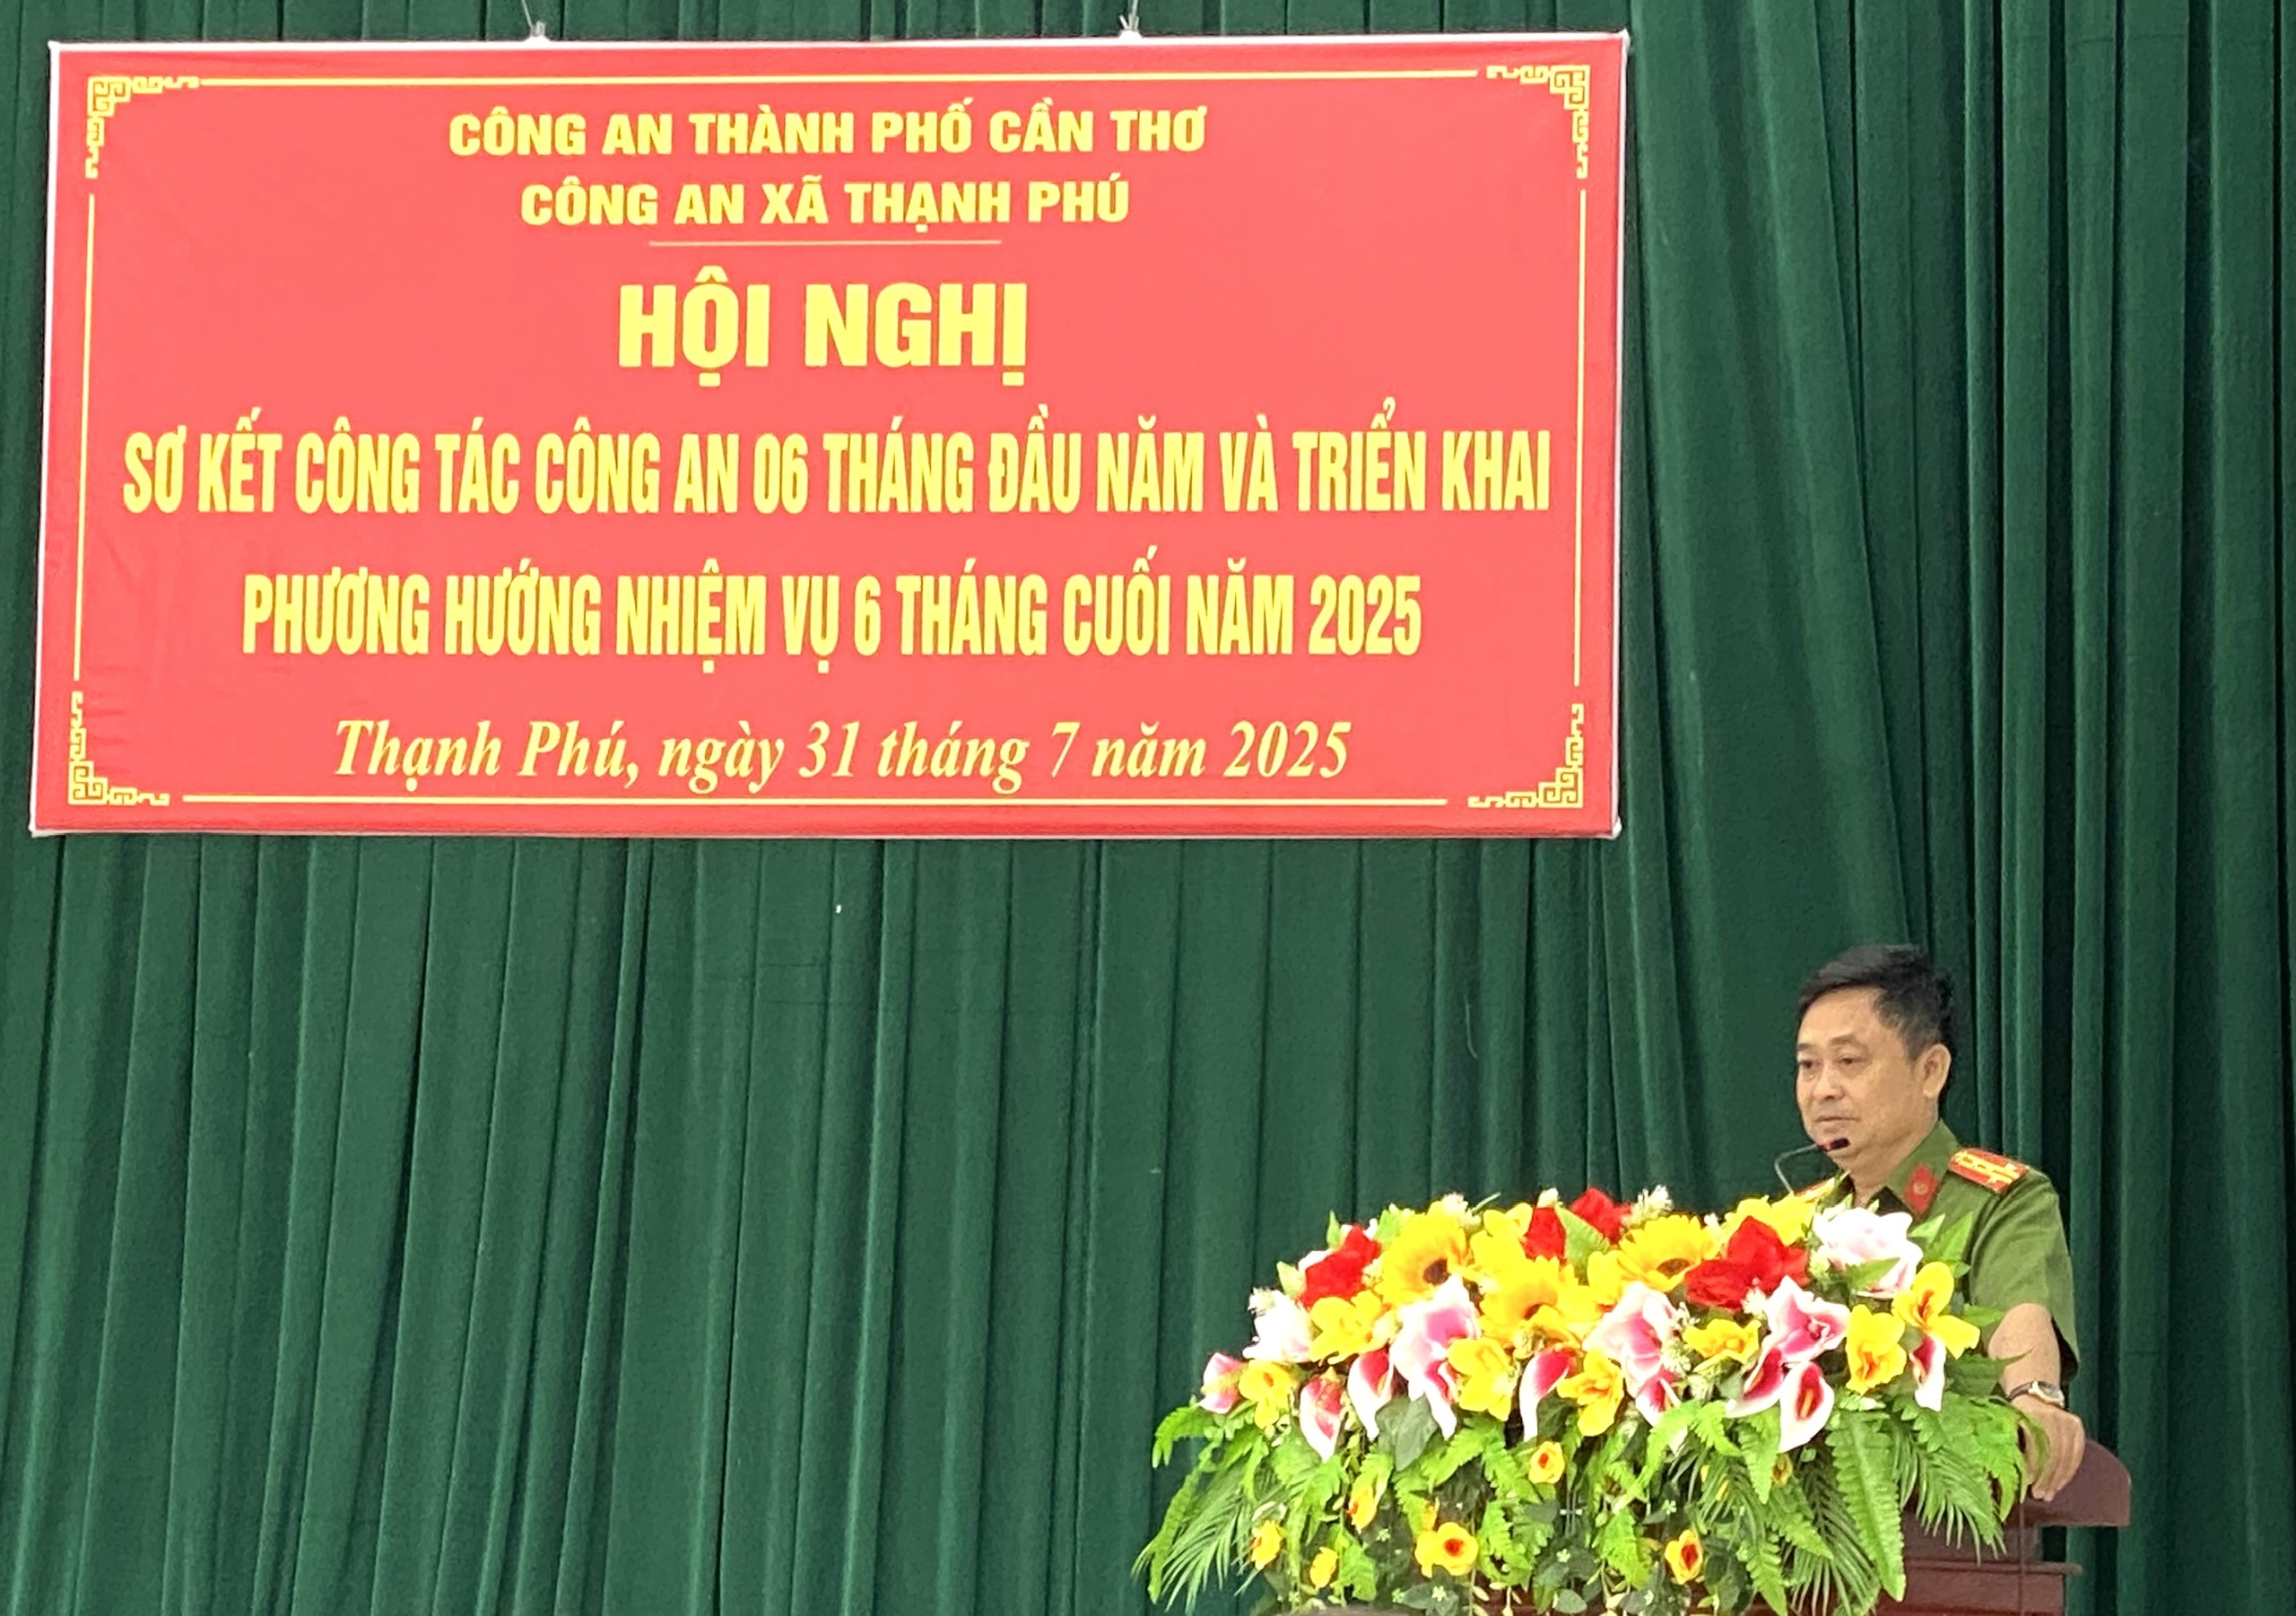 CÔNG AN THÀNH PHỐ CẦN THƠ
CÔNG AN XÃ THẠNH PHÚ
HỘI NGHỊ
SƠ KẾT CÔNG TÁC CÔNG AN 06 THÁNG ĐẦU NĂM VÀ TRIỂN KHAI
PHƯƠNG HƯỚNG NHIỆM VỤ 6 THÁNG CUỐI NĂM 2025
Thạnh Phú, ngày 31 tháng 7 năm 2025